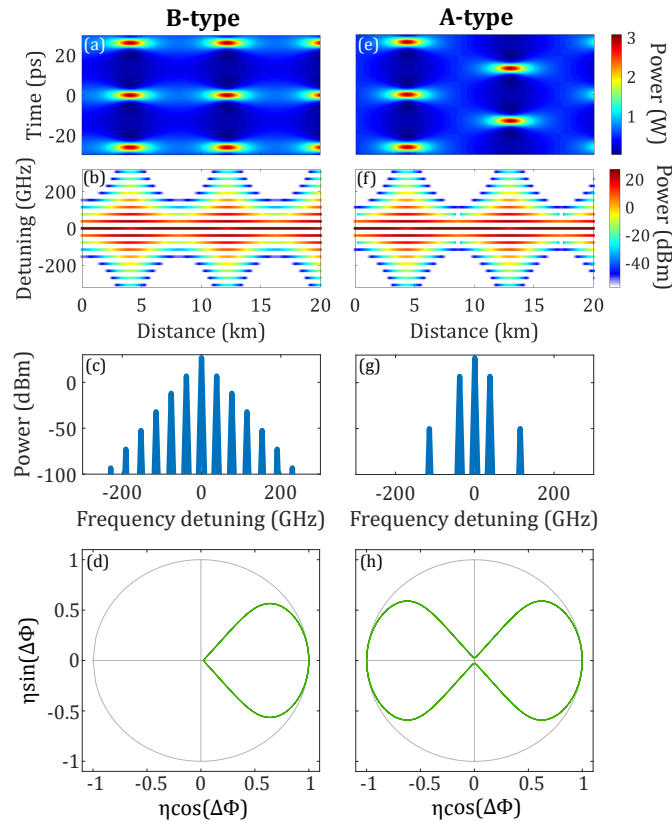 B-type
A-type
(a)
20
0
-20
Time (ps)
(e)
3
2
1
Power (W)
(b)
200
0
-200
Detuning (GHz)
0
5
10
15
20
Distance (km)
(f)
0
5
10
15
20
Distance (km)
20
0
-20
-40
Power (dBm)
(c)
0
-50
-100
Power (dBm)
-200
0
200
Frequency detuning (GHz)
(g)
-200
0
200
Frequency detuning (GHz)
(d)
1
0.5
0
-0.5
-1
ηsin(ΔΦ)
-1
-0.5
0
0.5
1
ηcos(ΔΦ)
(h)
-1
-0.5
0
0.5
1
ηcos(ΔΦ)